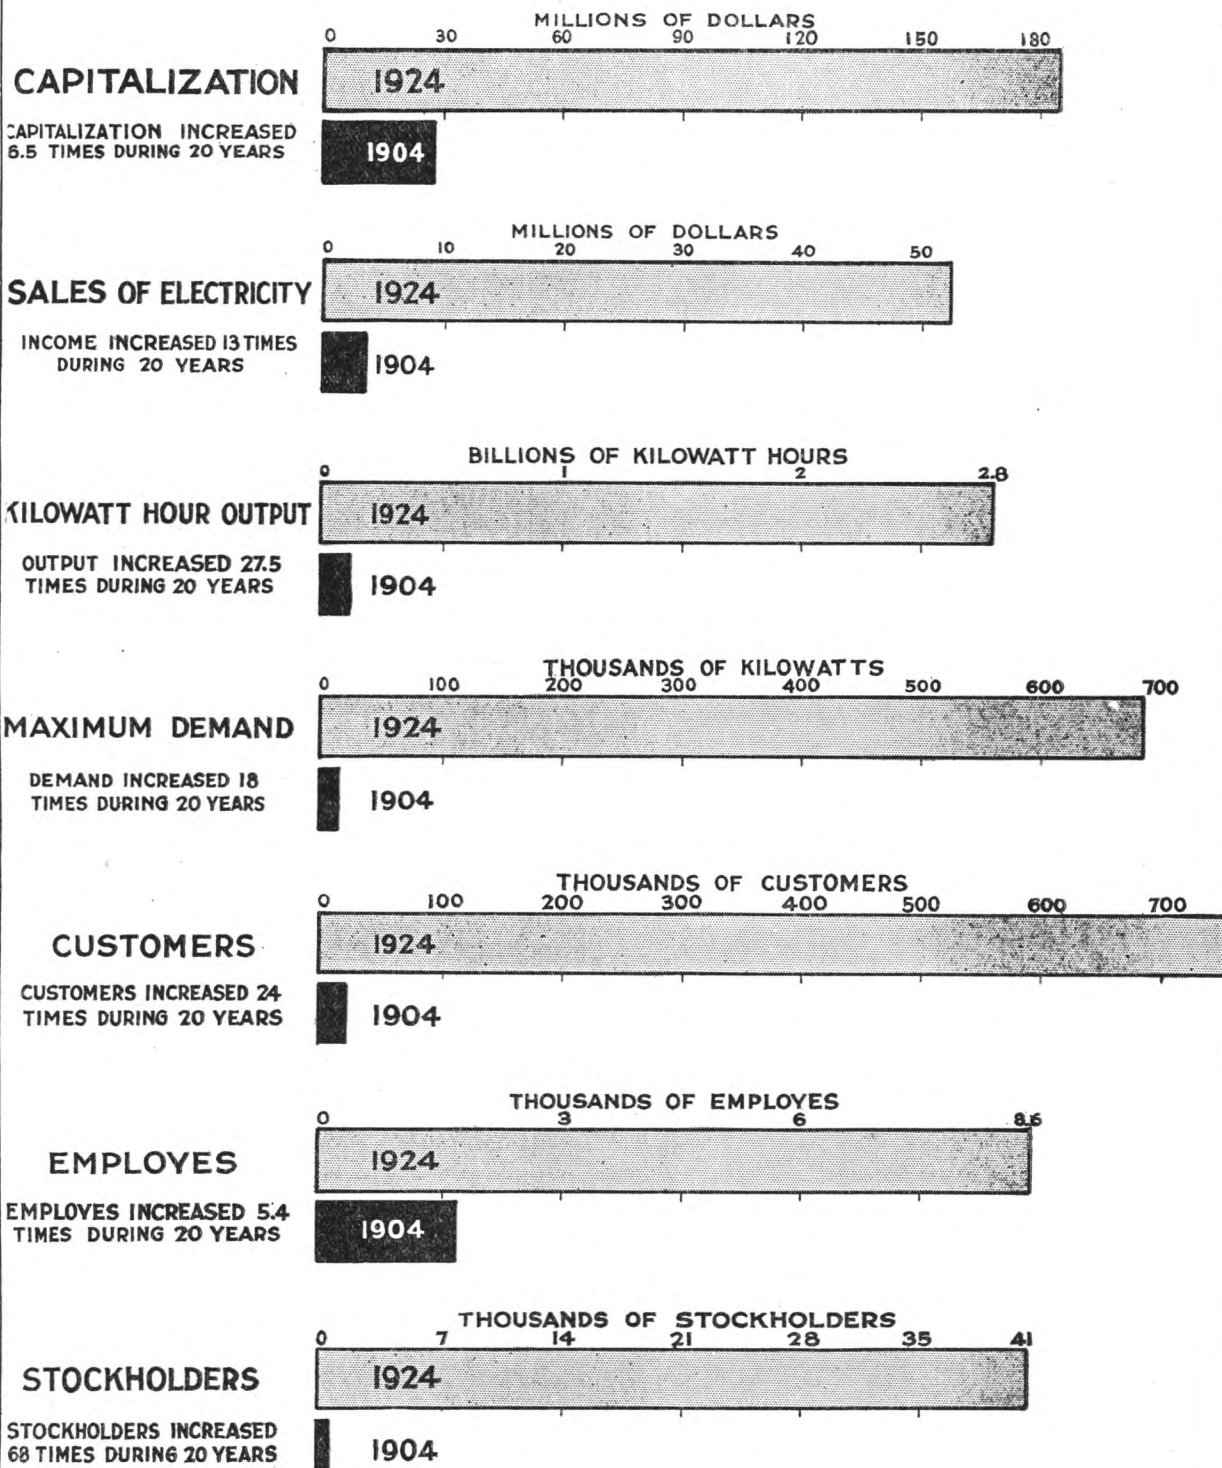 MILLIONS OF DOLLARS
0 30 60 90 120 150 180
CAPITALIZATION 1924
CAPITALIZATION INCREASED
6.5 TIMES DURING 20 YEARS
1904
MILLIONS OF DOLLARS
0 10 20 30 40 50
SALES OF ELECTRICITY 1924
INCOME INCREASED 13 TIMES
DURING 20 YEARS
1904
BILLIONS OF KILOWATT HOURS
0 1 2 2.8
KILOWATT HOUR OUTPUT 1924
OUTPUT INCREASED 27.5
TIMES DURING 20 YEARS
1904
THOUSANDS OF KILOWATTS
0 100 200 300 400 500 600 700
MAXIMUM DEMAND 1924
DEMAND INCREASED 18
TIMES DURING 20 YEARS
1904
THOUSANDS OF CUSTOMERS
0 100 200 300 400 500 600 700
CUSTOMERS 1924
CUSTOMERS INCREASED 24
TIMES DURING 20 YEARS
1904
THOUSANDS OF EMPLOYES
0 3 6 8.6
EMPLOYES 1924
EMPLOYES INCREASED 5.4
TIMES DURING 20 YEARS
1904
THOUSANDS OF STOCKHOLDERS
0 7 14 21 28 35 41
STOCKHOLDERS 1924
STOCKHOLDERS INCREASED
68 TIMES DURING 20 YEARS
1904